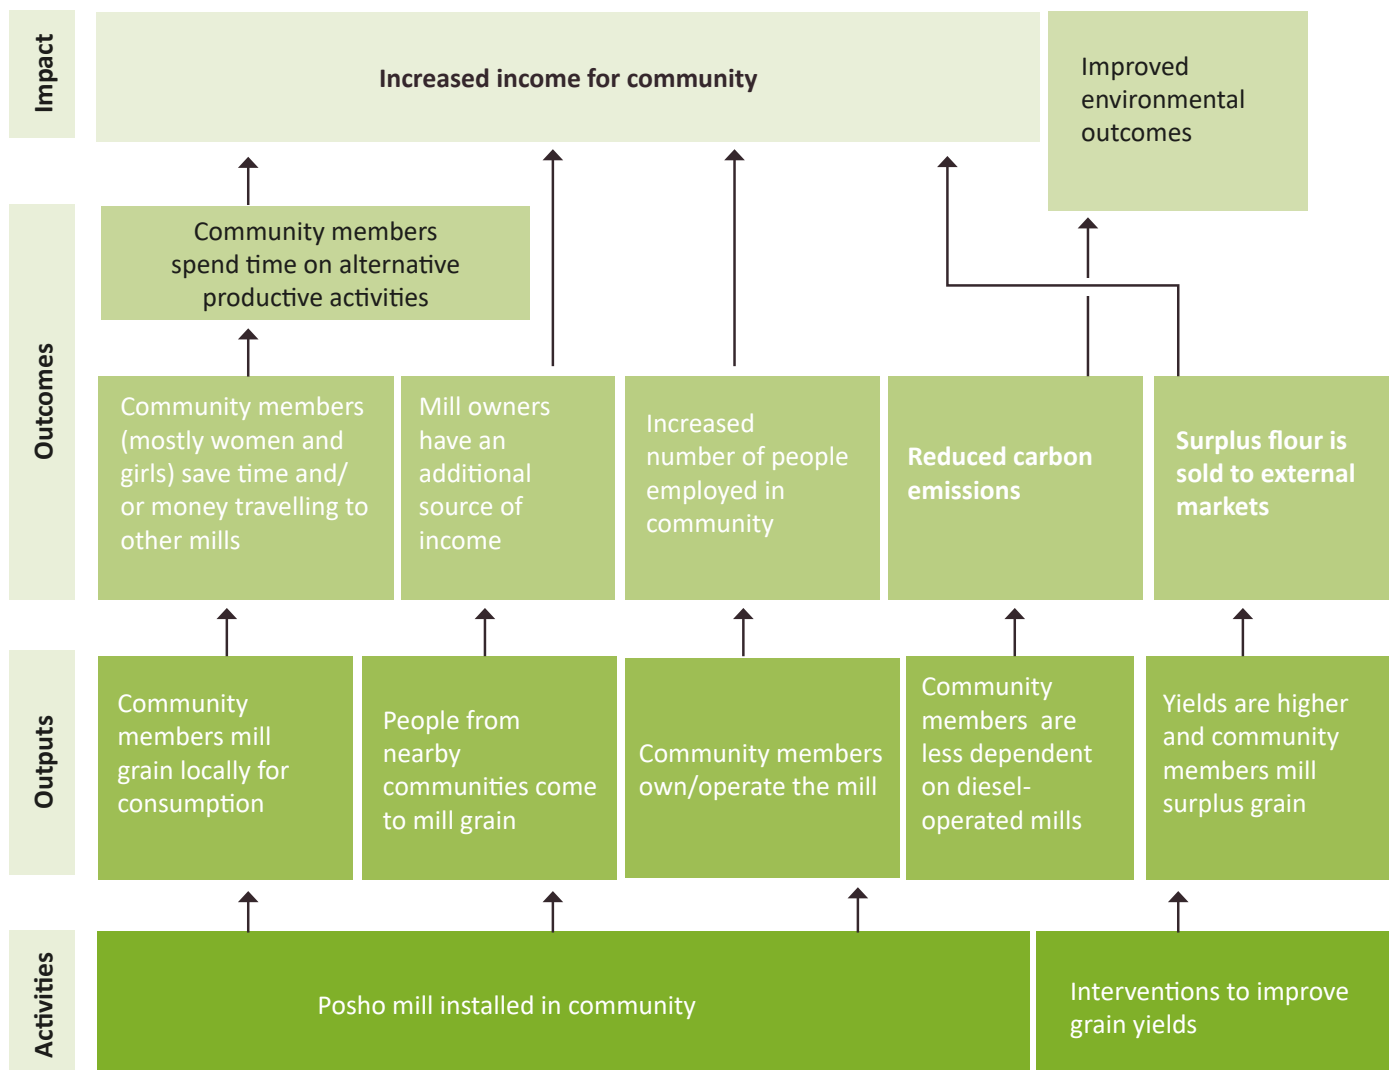 Impact
Increased income for community
Improved
environmental
outcomes
Outcomes
Community members
spend time on alternative
productive activities
Community members
(mostly women and
girls) save time and/
or money travelling to
other mills
Mill owners
have an
additional
source of
income
Increased
number of people
employed in
community
Reduced carbon
emissions
Surplus flour is
sold to external
markets
Outputs
Community
members mill
grain locally for
consumption
People from
nearby
communities come
to mill grain
Community members
own/operate the mill
Community
members are
less dependent
on diesel-
operated mills
Yields are higher
and community
members mill
surplus grain
Activities
Posho mill installed in community
Interventions to improve
grain yields